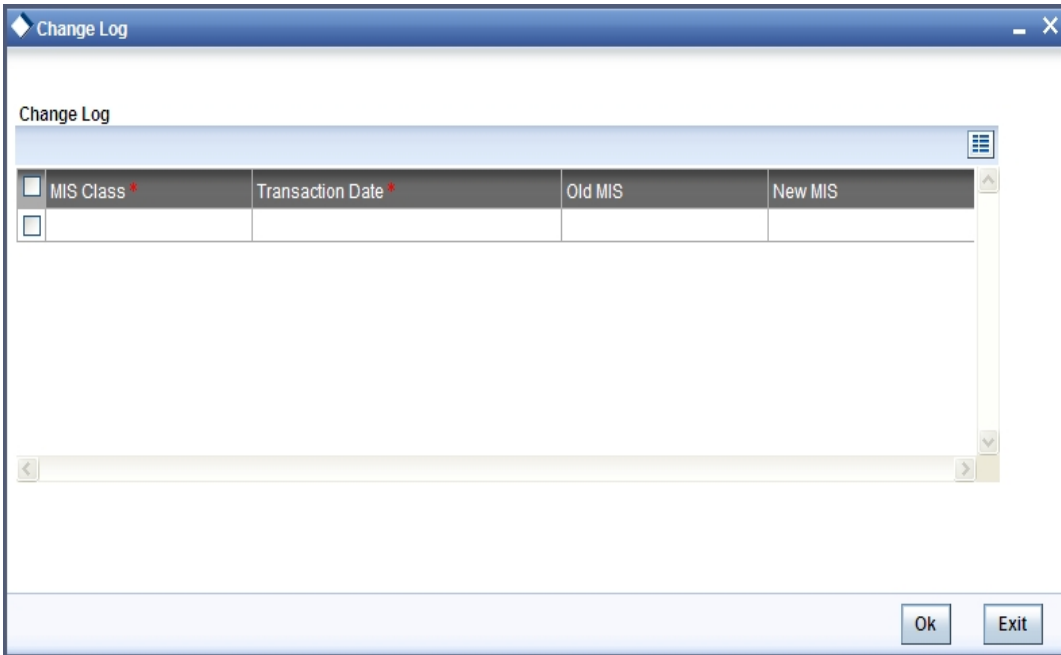 Change Log
Change Log
MIS Class * Transaction Date * Old MIS New MIS
Ok Exit